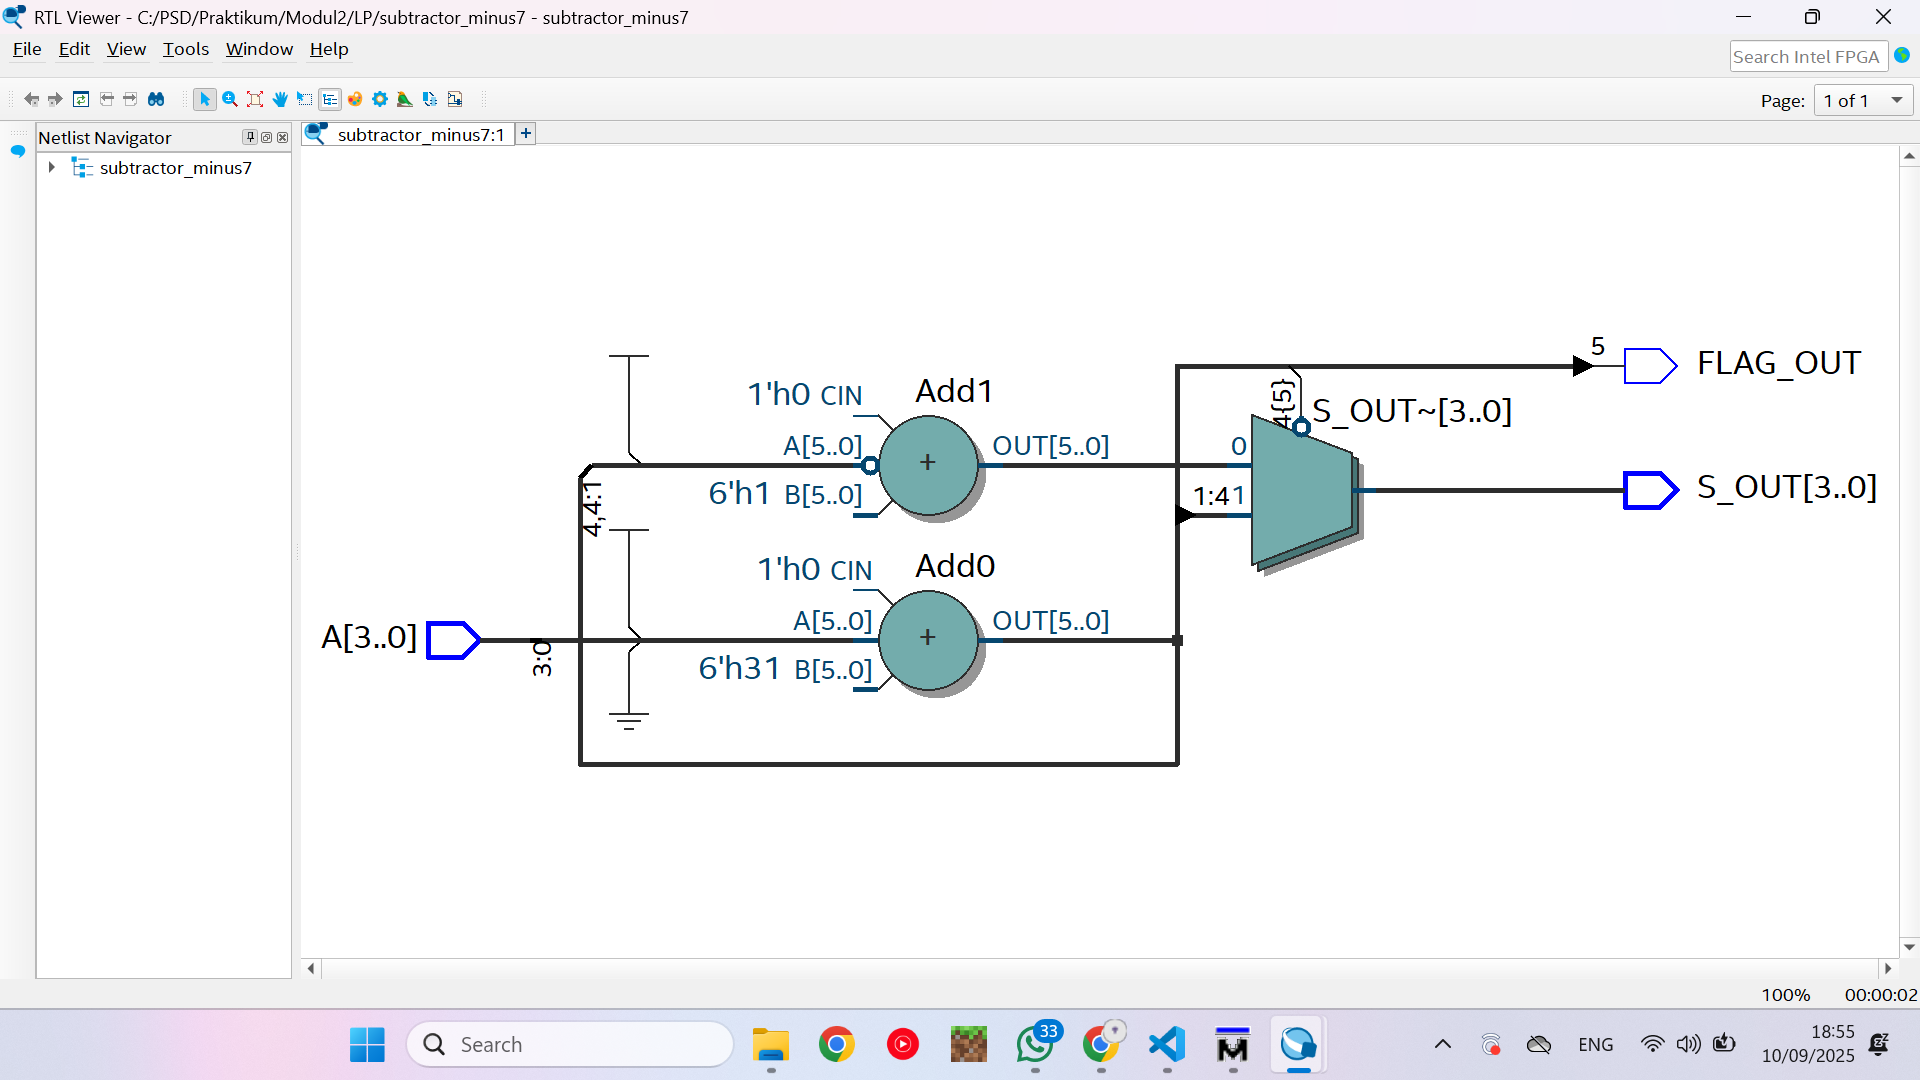 RTL Viewer - C:/PSD/Praktikum/Modul2/LP/subtractor_minus7 - subtractor_minus7
File Edit View Tools Window Help
Search Intel FPGA
Page: 1 of 1
Netlist Navigator
subtractor_minus7:1
subtractor_minus7
5
FLAG_OUT
1'h0 CIN
Add1
4{5}
S_OUT~[3..0]
A[5..0]
OUT[5..0]
0
6'h1 B[5..0]
+
1:4 1
S_OUT[3..0]
4,4:1
1'h0 CIN
Add0
A[5..0]
OUT[5..0]
A[3..0]
3:0
+
6'h31 B[5..0]
100% 00:00:02
Search
33
ENG
18:55
10/09/2025